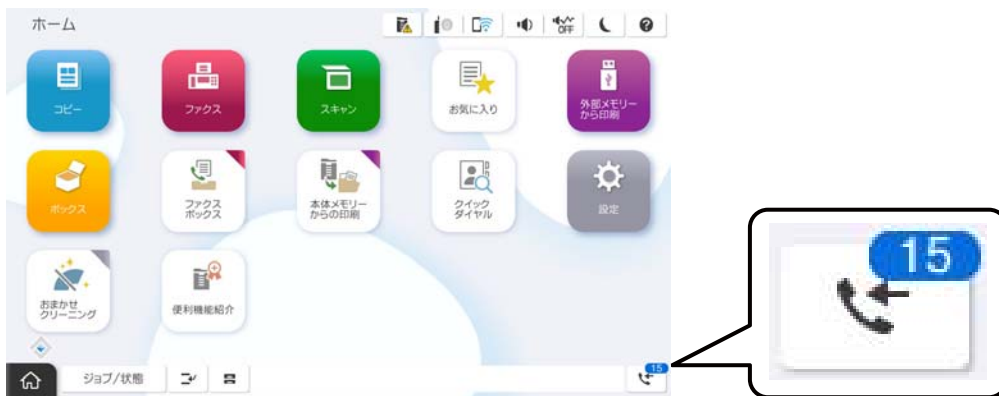 ホーム
OFF
コピー
ファクス
スキャン
お気に入り
外部メモリー
から印刷
ボックス
ファクス
ボックス
本体メモリー
からの印刷
クイック
ダイヤル
設定
おまかせ
クリーニング
便利機能紹介
ジョブ/状態
15
15